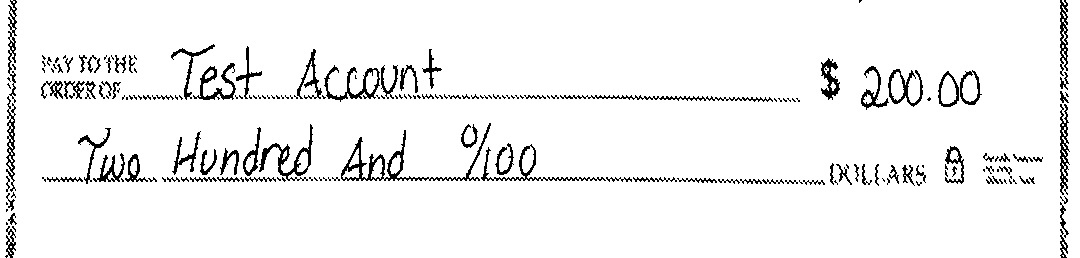 PAY TO THE
ORDER OF Test Account $ 200.00
Two Hundred And 0/100 DOLLARS